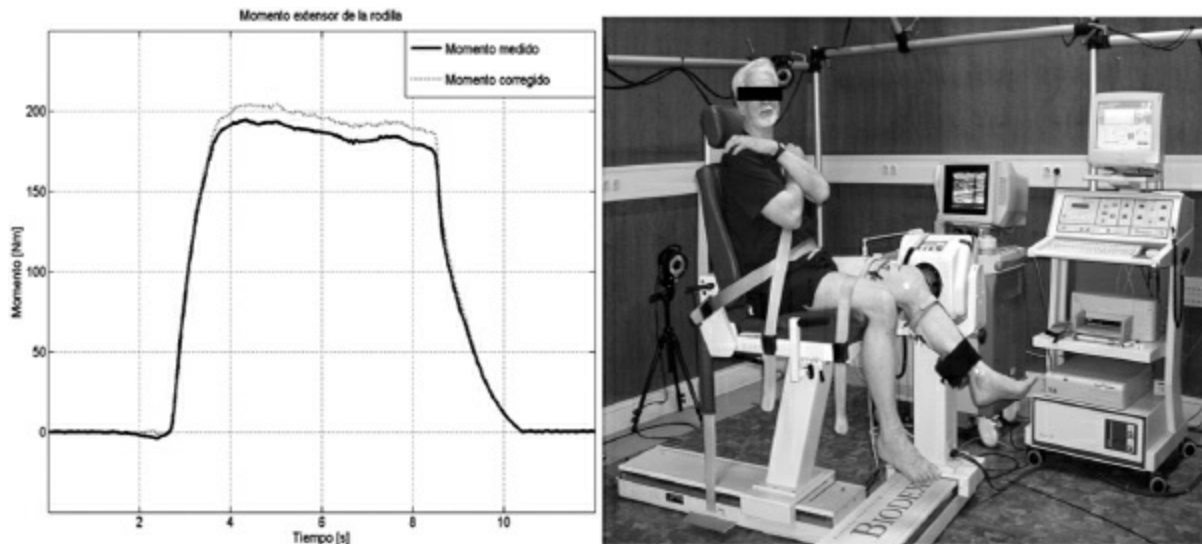 Momento extensor de la rodilla
Momento medido
Momento corregido
200
150
100
50
0
Momento [Nm]
2
4
6
8
10
Tiempo [s]
BIODE